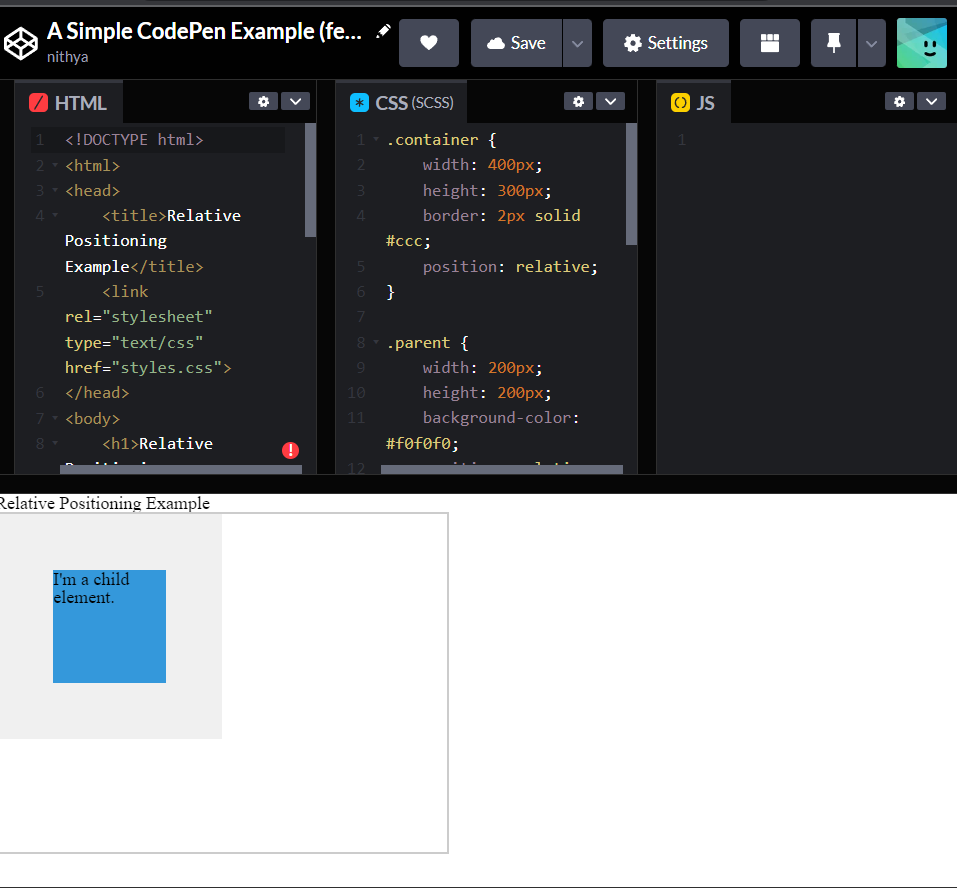 A Simple CodePen Example (fe...
nithya
Save
Settings
HTML
1 <!DOCTYPE html>
2 <html>
3 <head>
4 <title>Relative
Positioning
Example</title>
5 <link
rel="stylesheet"
type="text/css"
href="styles.css">
6 </head>
7 <body>
8 <h1>Relative
CSS (SCSS)
1 .container {
2 width: 400px;
3 height: 300px;
4 border: 2px solid
#ccc;
5 position: relative;
6 }
7
8 .parent {
9 width: 200px;
10 height: 200px;
11 background-color:
#f0f0f0;
12
JS
1
Relative Positioning Example
I'm a child
element.